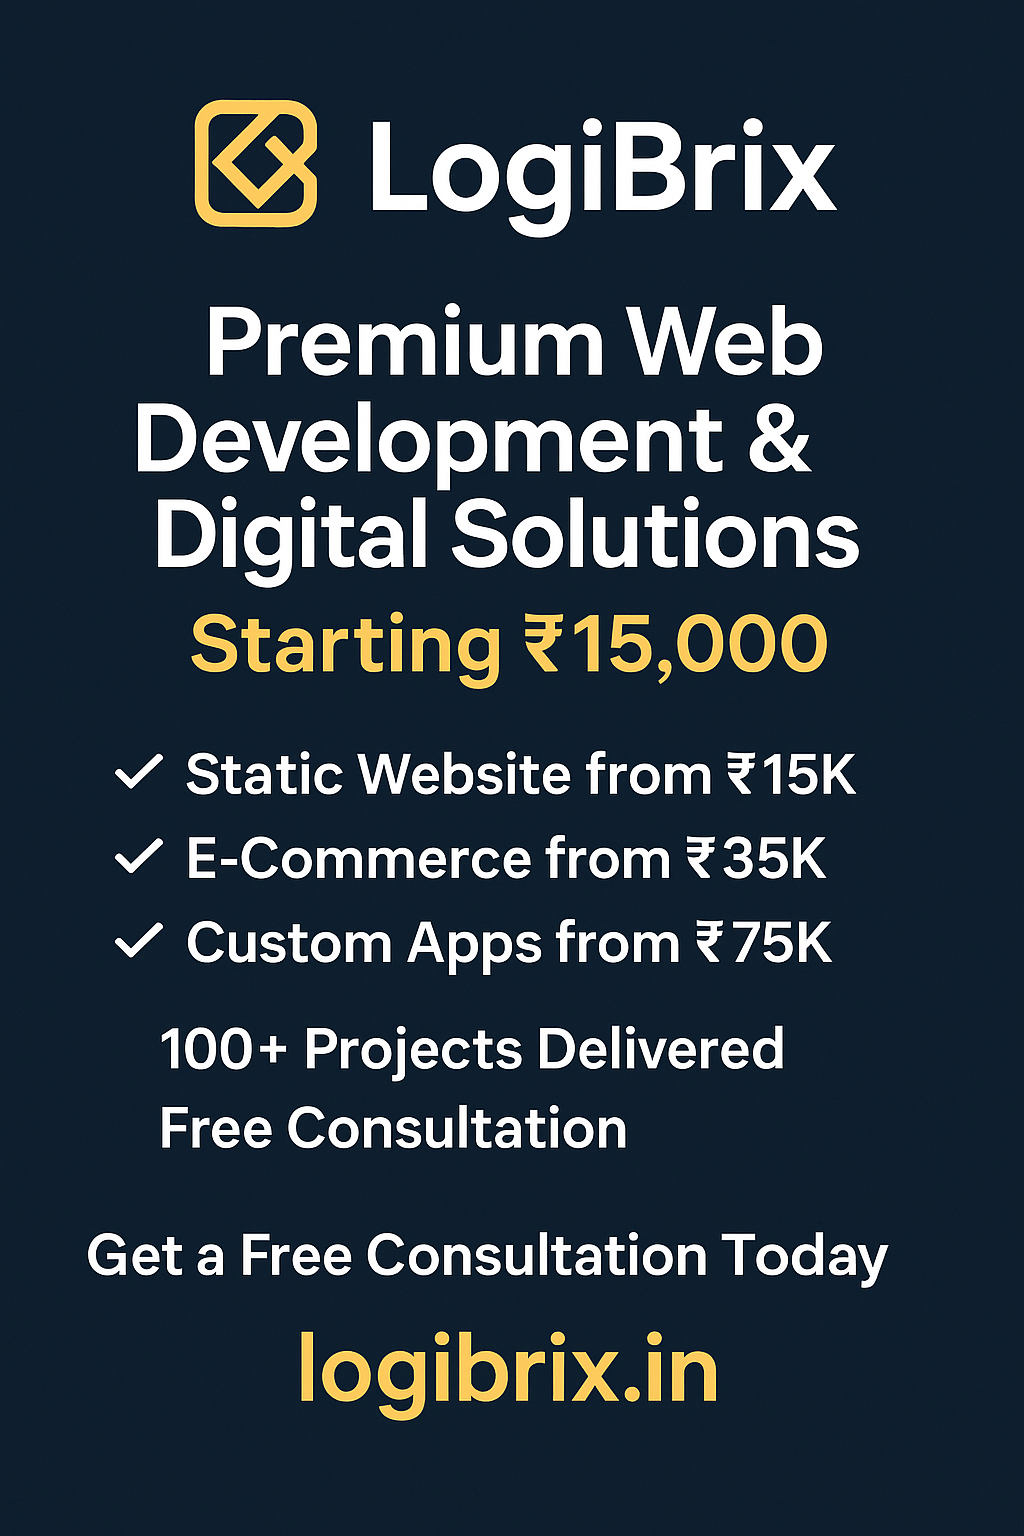 LogiBrix
Premium Web
Development &
Digital Solutions
Starting ₹15,000
✓ Static Website from ₹15K
✓ E-Commerce from ₹35K
✓ Custom Apps from ₹75K
100+ Projects Delivered
Free Consultation
Get a Free Consultation Today
logibrix.in